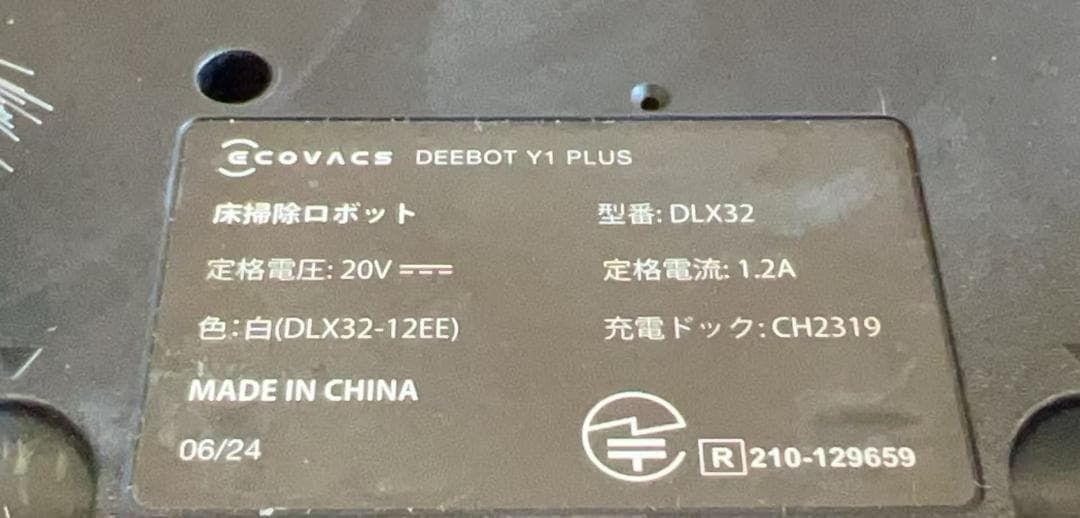 ECOVACS DEEBOT Y1 PLUS
床掃除ロボット 型番: DLX32
定格電圧: 20V 定格電流: 1.2A
色:白(DLX32-12EE) 充電ドック: CH2319
MADE IN CHINA
06/24
R 210-129659